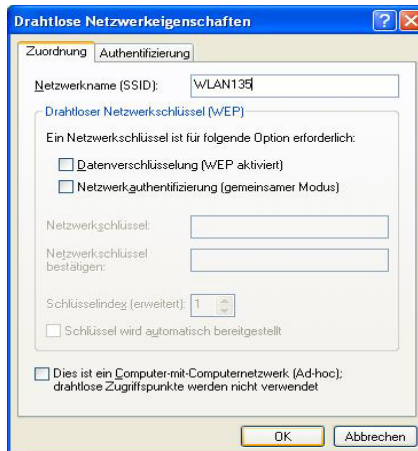 Drahtlose Netzwerkeigenschaften
Zuordnung Authentifizierung
Netzwerkname (SSID): WLAN135
Drahtloser Netzwerkschlüssel (WEP)
Ein Netzwerkschlüssel ist für folgende Option erforderlich:
Datenverschlüsselung (WEP aktiviert)
Netzwerkauthentifizierung (gemeinsamer Modus)
Netzwerkschlüssel:
Netzwerkschlüssel
bestätigen:
Schlüsselindex (erweitert): 1
Schlüssel wird automatisch bereitgestellt
Dies ist ein Computer-mit-Computernetzwerk (Ad-hoc);
drahtlose Zugriffspunkte werden nicht verwendet
OK Abbrechen